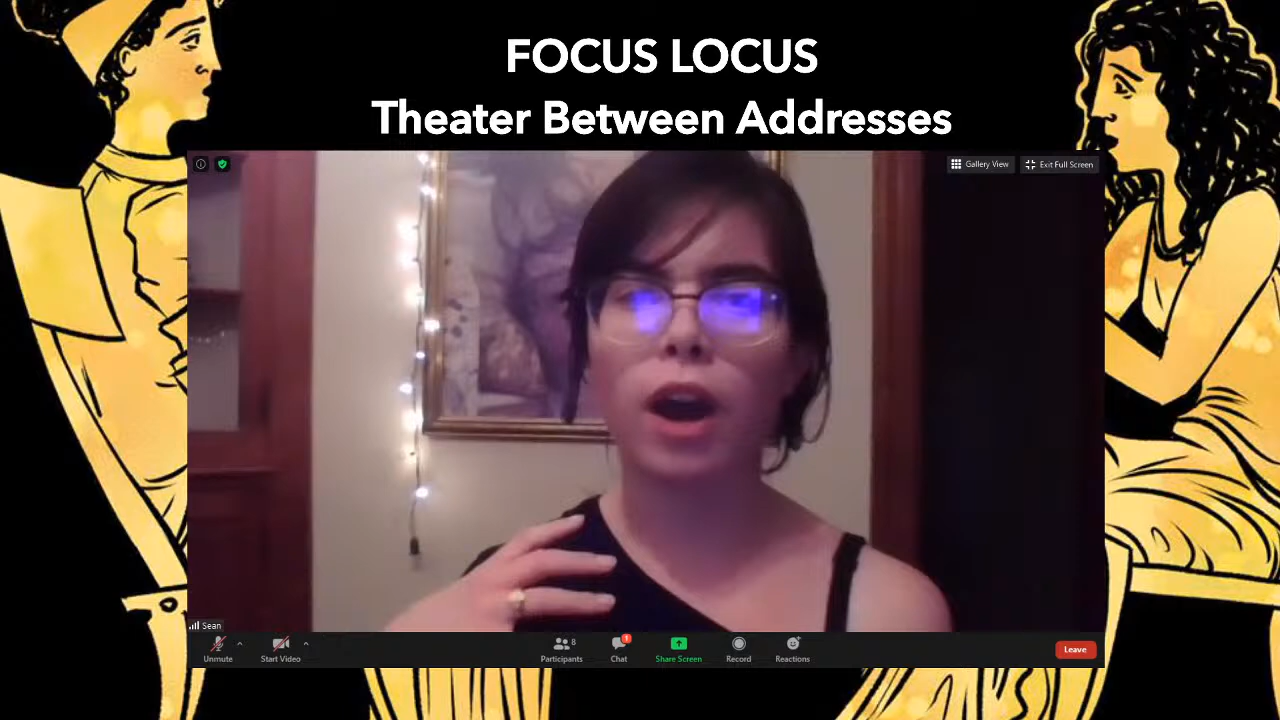 FOCUS LOCUS
Theater Between Addresses
Gallery View
Exit Full Screen
Sean
Unmute
Start Video
8
Participants
1
Chat
Share Screen
Record
Reactions
Leave